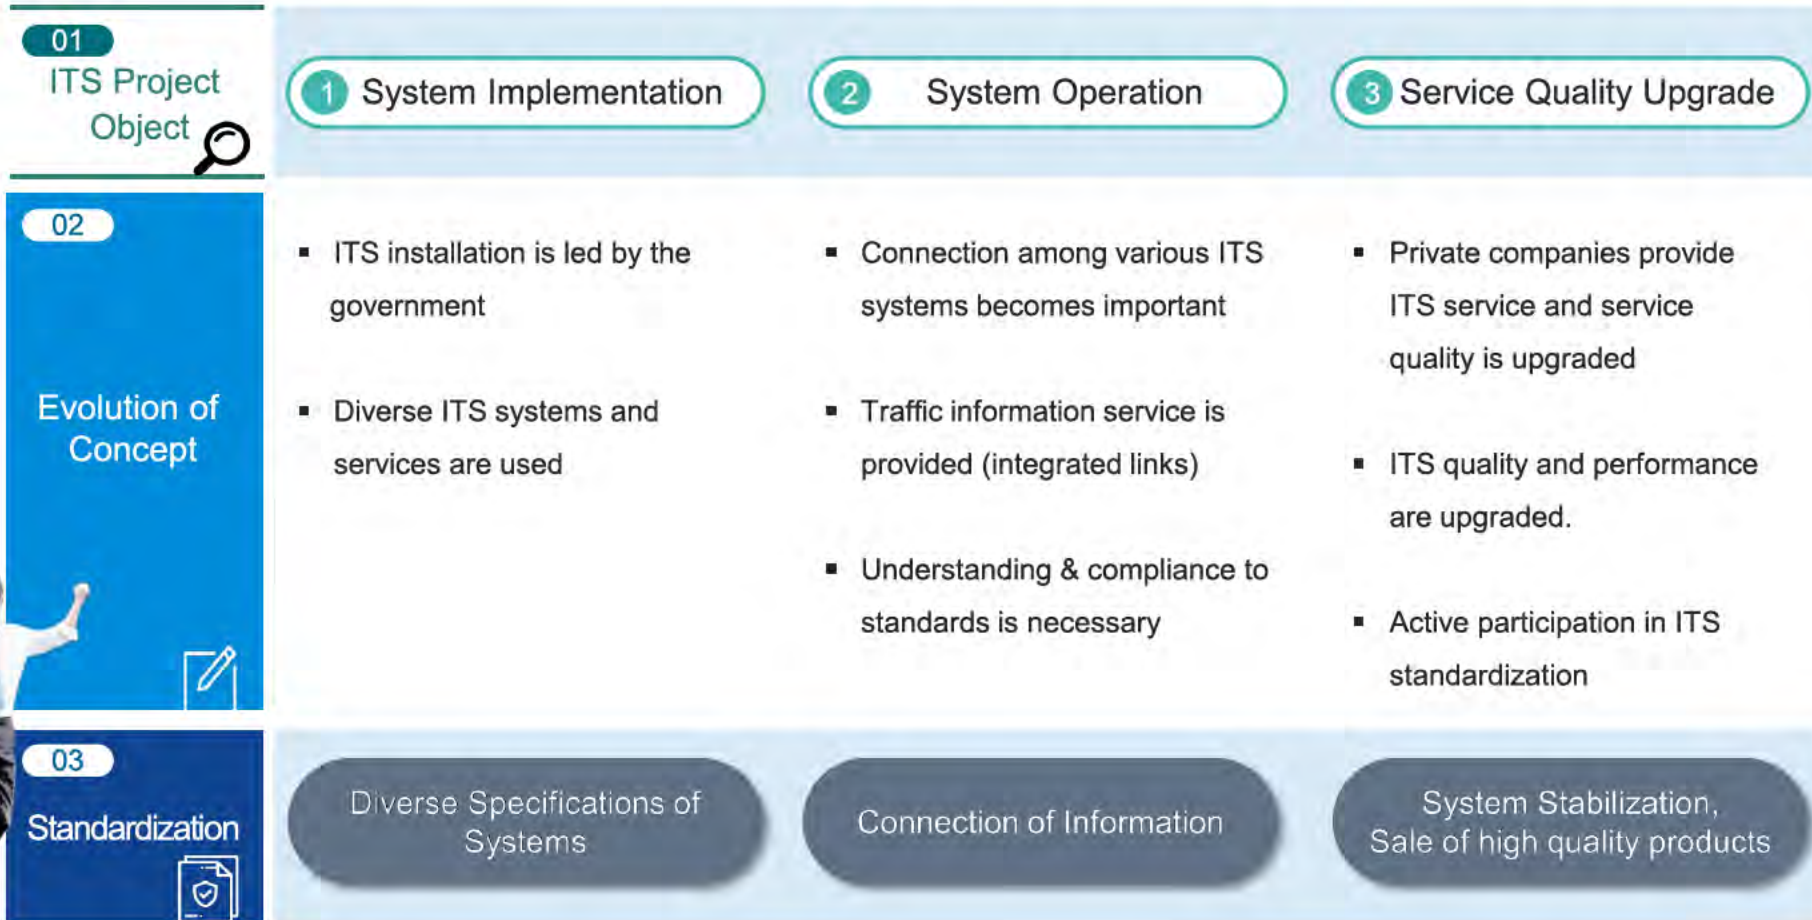 01
ITS Project
Object
1 System Implementation
2 System Operation
3 Service Quality Upgrade
02
Evolution of
Concept
▪ ITS installation is led by the
government
▪ Diverse ITS systems and
services are used
▪ Connection among various ITS
systems becomes important
▪ Traffic information service is
provided (integrated links)
▪ Understanding & compliance to
standards is necessary
▪ Private companies provide
ITS service and service
quality is upgraded
▪ ITS quality and performance
are upgraded.
▪ Active participation in ITS
standardization
03
Standardization
Diverse Specifications of
Systems
Connection of Information
System Stabilization,
Sale of high quality products